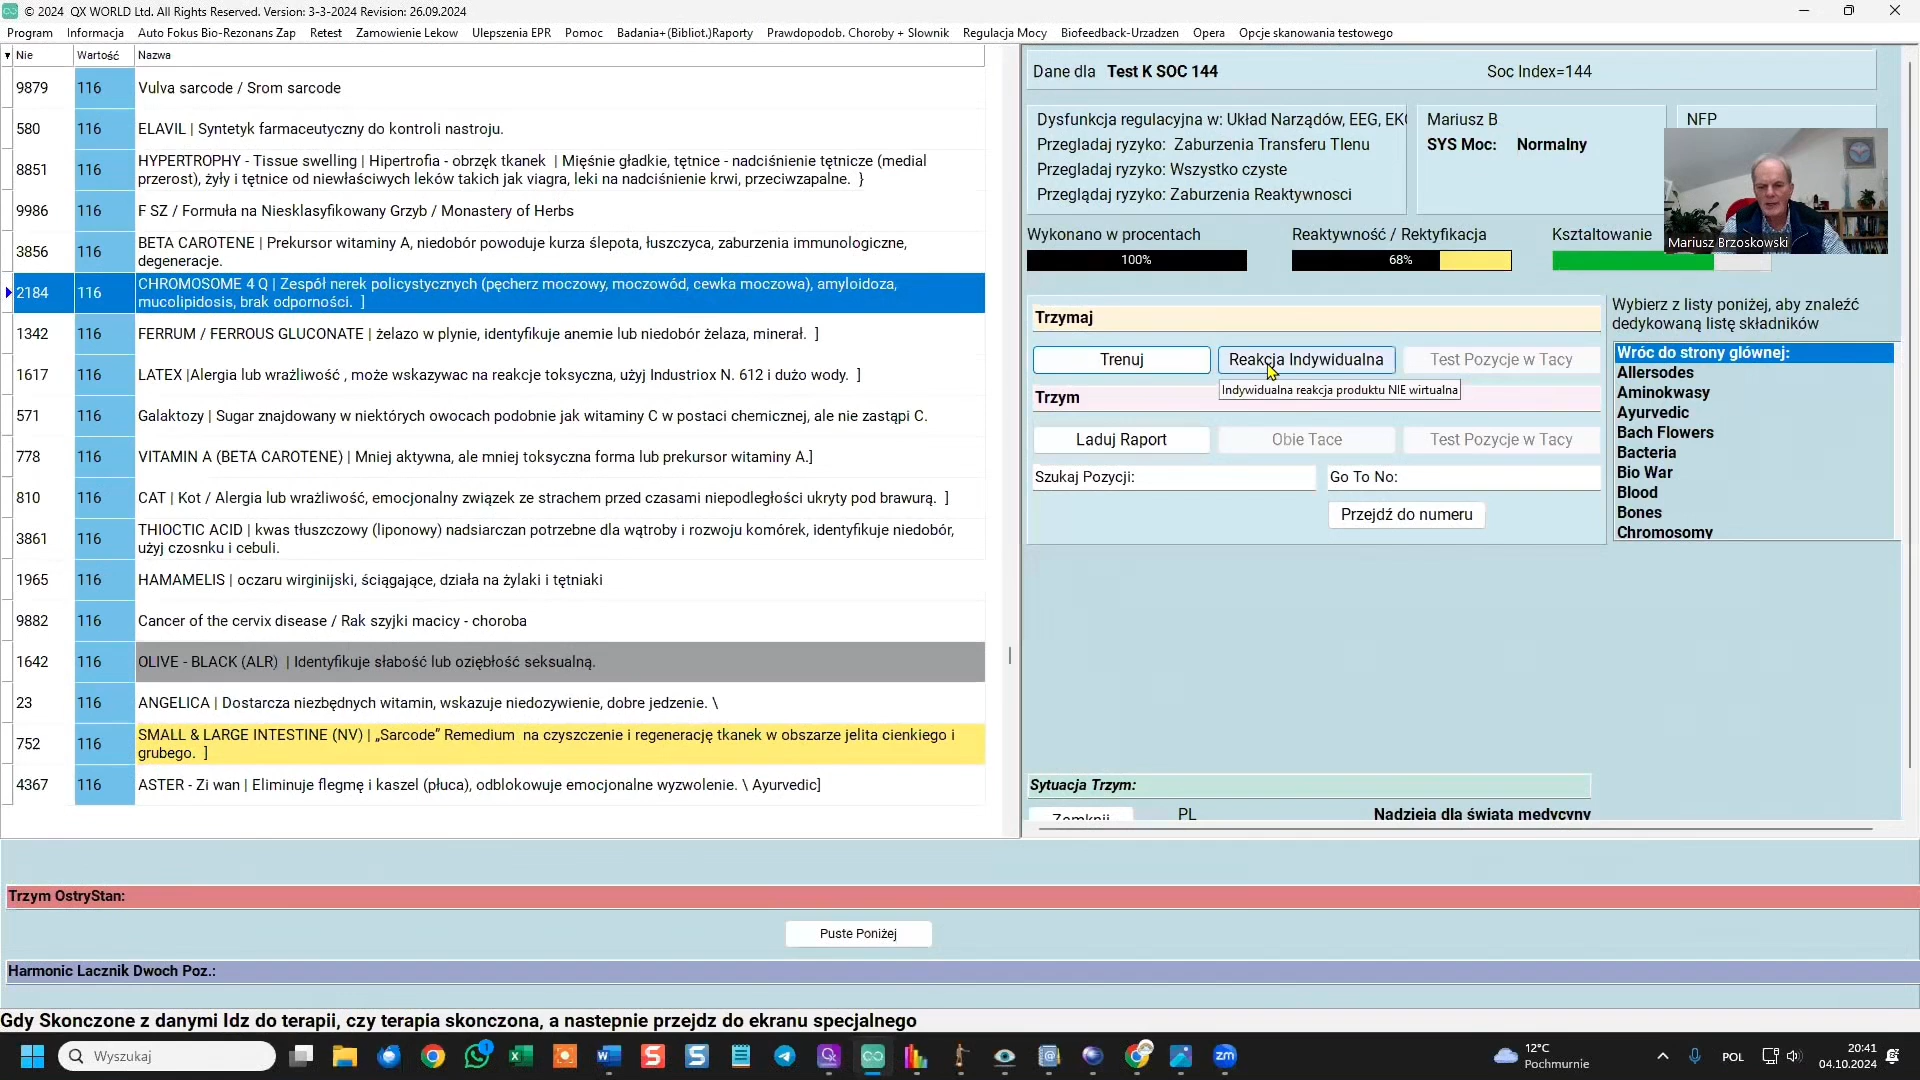 © 2024 QX WORLD Ltd. All Rights Reserved. Version: 3-3-2024 Revision: 26.09.2024
Program Informacja Auto Fokus Bio-Rezonans Zap Retest Zamowienie Lekow Ulepszenia EPR Pomoc Badania+(Bibliot.)Raporty Prawdopodob. Choroby + Slownik Regulacja Mocy Biofeedback-Urzadzen Opera Opcje skanowania testowego
Nie Wartość Nazwa
9879 116 Vulva sarcode / Srom sarcode
580 116 ELAVIL | Syntetyk farmaceutyczny do kontroli nastroju.
8851 116 HYPERTROPHY - Tissue swelling | Hipertrofia - obrzęk tkanek | Mięśnie gładkie, tętnice - nadciśnienie tętnicze (medial
przerost), żyły i tętnice od niewłaściwych leków takich jak viagra, leki na nadciśnienie krwi, przeciwzapalne. }
9986 116 F SZ / Formuła na Niesklasyfikowany Grzyb / Monastery of Herbs
3856 116 BETA CAROTENE | Prekursor witaminy A, niedobór powoduje kurza ślepota, łuszczyca, zaburzenia immunologiczne,
degeneracje.
2184 116 CHROMOSOME 4 Q | Zespół nerek policystycznych (pęcherz moczowy, moczowód, cewka moczowa), amyloidoza,
mucolipidosis, brak odporności. ]
1342 116 FERRUM / FERROUS GLUCONATE | żelazo w plynie, identyfikuje anemie lub niedobór żelaza, minerał. ]
1617 116 LATEX |Alergia lub wrażliwość , może wskazywac na reakcje toksyczna, użyj Industriox N. 612 i dużo wody. ]
571 116 Galaktozy | Sugar znajdowany w niektórych owocach podobnie jak witaminy C w postaci chemicznej, ale nie zastąpi C.
778 116 VITAMIN A (BETA CAROTENE) | Mniej aktywna, ale mniej toksyczna forma lub prekursor witaminy A.]
810 116 CAT | Kot / Alergia lub wrażliwość, emocjonalny związek ze strachem przed czasami niepodległości ukryty pod brawurą. ]
3861 116 THIOCTIC ACID | kwas tłuszczowy (liponowy) nadsiarczan potrzebne dla wątroby i rozwoju komórek, identyfikuje niedobór,
użyj czosnku i cebuli.
1965 116 HAMAMELIS | oczaru wirginijski, ściągające, działa na żylaki i tętniaki
9882 116 Cancer of the cervix disease / Rak szyjki macicy - choroba
1642 116 OLIVE - BLACK (ALR) | Identyfikuje słabość lub oziębłość seksualną.
23 116 ANGELICA | Dostarcza niezbędnych witamin, wskazuje niedozywienie, dobre jedzenie. \
752 116 SMALL & LARGE INTESTINE (NV) | „Sarcode” Remedium na czyszczenie i regenerację tkanek w obszarze jelita cienkiego i
grubego. ]
4367 116 ASTER - Zi wan | Eliminuje flegmę i kaszel (płuca), odblokowuje emocjonalne wyzwolenie. \ Ayurvedic]
Dane dla Test K SOC 144 Soc Index=144
Dysfunkcja regulacyjna w: Układ Narządów, EEG, EK
Przegladaj ryzyko: Zaburzenia Transferu Tlenu
Przeglądaj ryzyko: Wszystko czyste
Przeglądaj ryzyko: Zaburzenia Reaktywnosci
Mariusz B
SYS Moc: Normalny
NFP
Mariusz Brzoskowski
Wykonano w procentach Reaktywność / Rektyfikacja Kształtowanie
100% 68%
Trzymaj
Trenuj Reakcja Indywidualna Test Pozycje w Tacy
Indywidualna reakcja produktu NIE wirtualna
Trzym
Laduj Raport Obie Tace Test Pozycje w Tacy
Szukaj Pozycji: Go To No:
Przejdź do numeru
Wybierz z listy poniżej, aby znaleźć
dedykowaną listę składników
Wróc do strony glównej:
Allersodes
Aminokwasy
Ayurvedic
Bach Flowers
Bacteria
Bio War
Blood
Bones
Chromosomy
Sytuacja Trzym:
Zamknij PL Nadzieja dla świata medycyny
Trzym OstryStan:
Puste Poniżej
Harmonic Lacznik Dwoch Poz.:
Gdy Skonczone z danymi Idz do terapii, czy terapia skonczona, a nastepnie przejdz do ekranu specjalnego
Wyszukaj
12°C
Pochmurnie
POL
20:41
04.10.2024